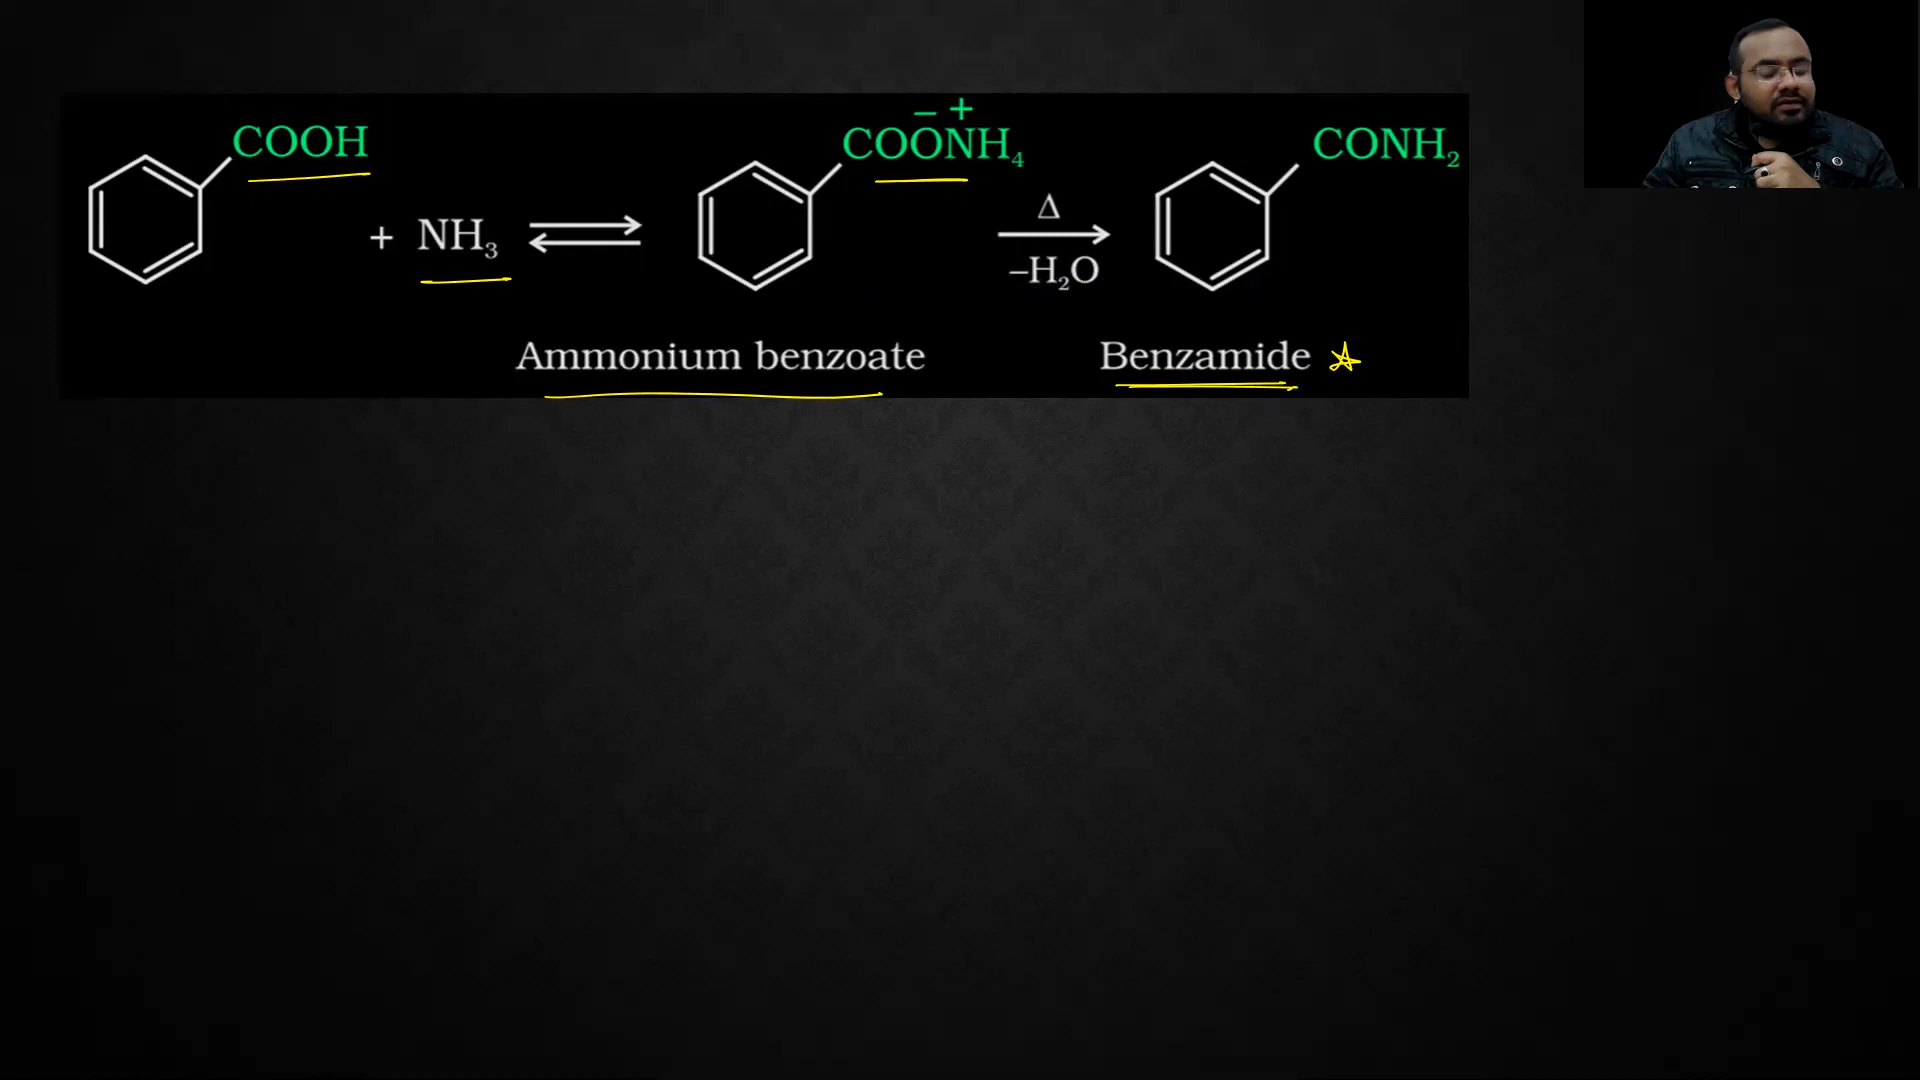 COOH
+ NH₃
− +
COONH₄
Δ
–H₂O
CONH₂
Ammonium benzoate
Benzamide